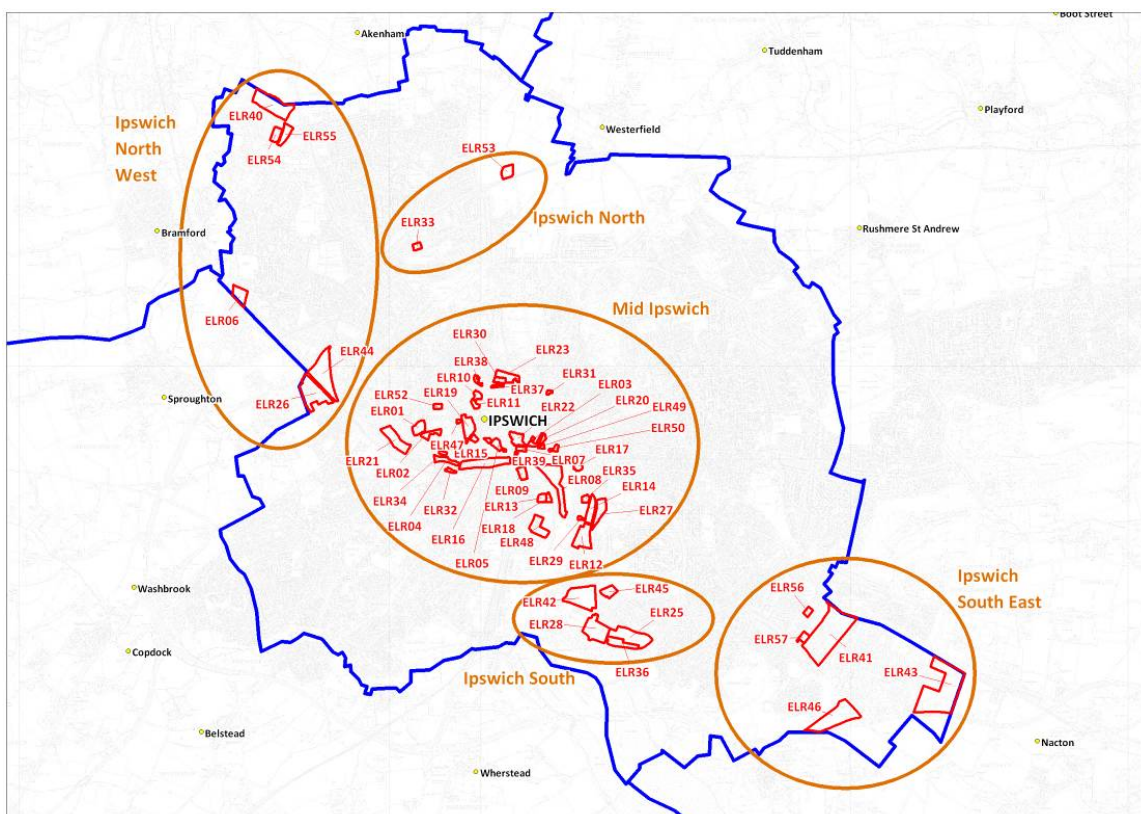 Boot Street
Akenham
Tuddenham
Playford
Westerfield
Ipswich
North
West
ELR40
ELR55
ELR54
ELR53
Ipswich North
ELR33
Bramford
Rushmere St Andrew
ELR06
Mid Ipswich
ELR44
ELR26
Sproughton
ELR30
ELR38
ELR23
ELR10
ELR31
ELR37
ELR03
ELR19
ELR52
ELR11
ELR22
ELR20
ELR01
ELR49
IPSWICH
ELR50
ELR47
ELR17
ELR15
ELR39
ELR07
ELR21
ELR02
ELR08
ELR35
ELR09
ELR14
ELR34
ELR32
ELR13
ELR27
ELR04
ELR18
ELR16
ELR48
ELR05
ELR29
ELR12
Ipswich
South East
Washbrook
ELR45
ELR42
ELR56
ELR25
ELR28
ELR57
Copdock
ELR41
ELR36
Ipswich South
ELR43
ELR46
Belstead
Nacton
Wherstead